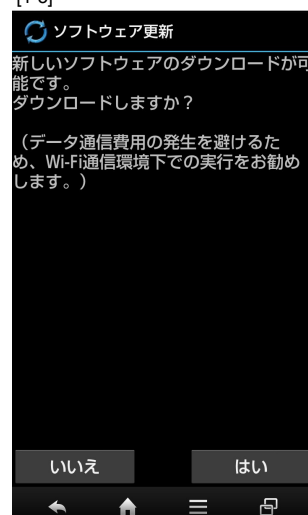 [1-3]
ソフトウェア更新
新しいソフトウェアのダウンロードが可
能です。
ダウンロードしますか？
（データ通信費用の発生を避けるた
め、Wi-Fi通信環境下での実行をお勧め
します。）
いいえ
はい